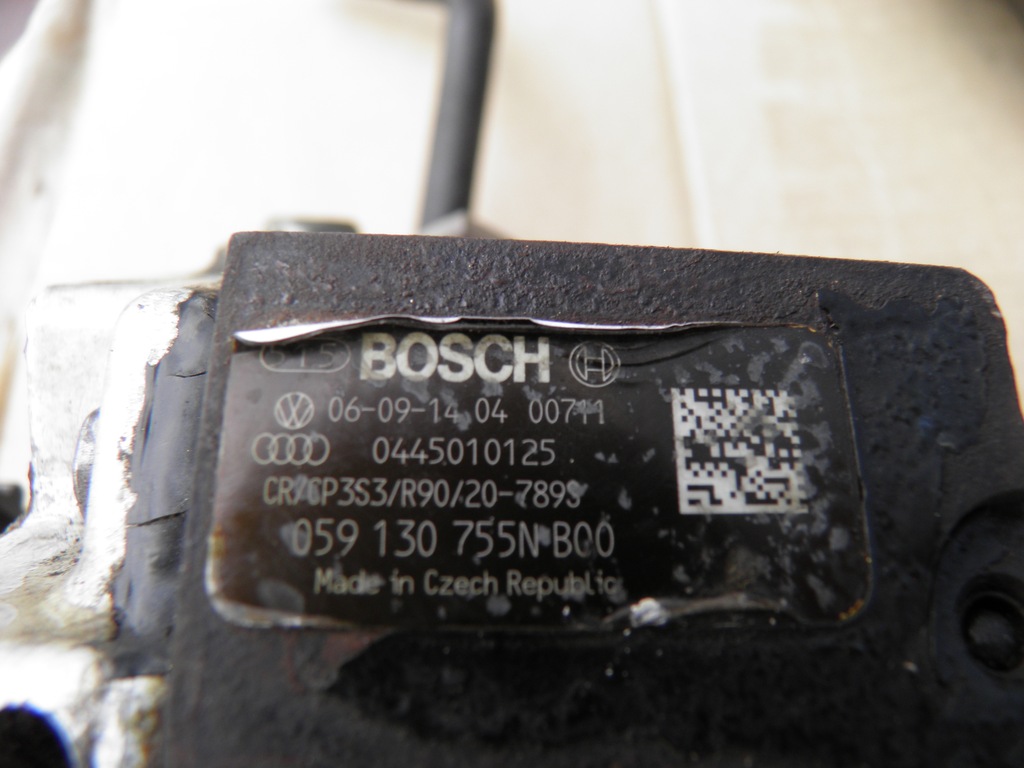 BOSCH
06-09-14 04 00711
0445010125
CR/CP3S3/R90/20-789S
059 130 755N B00
Made in Czech Republic